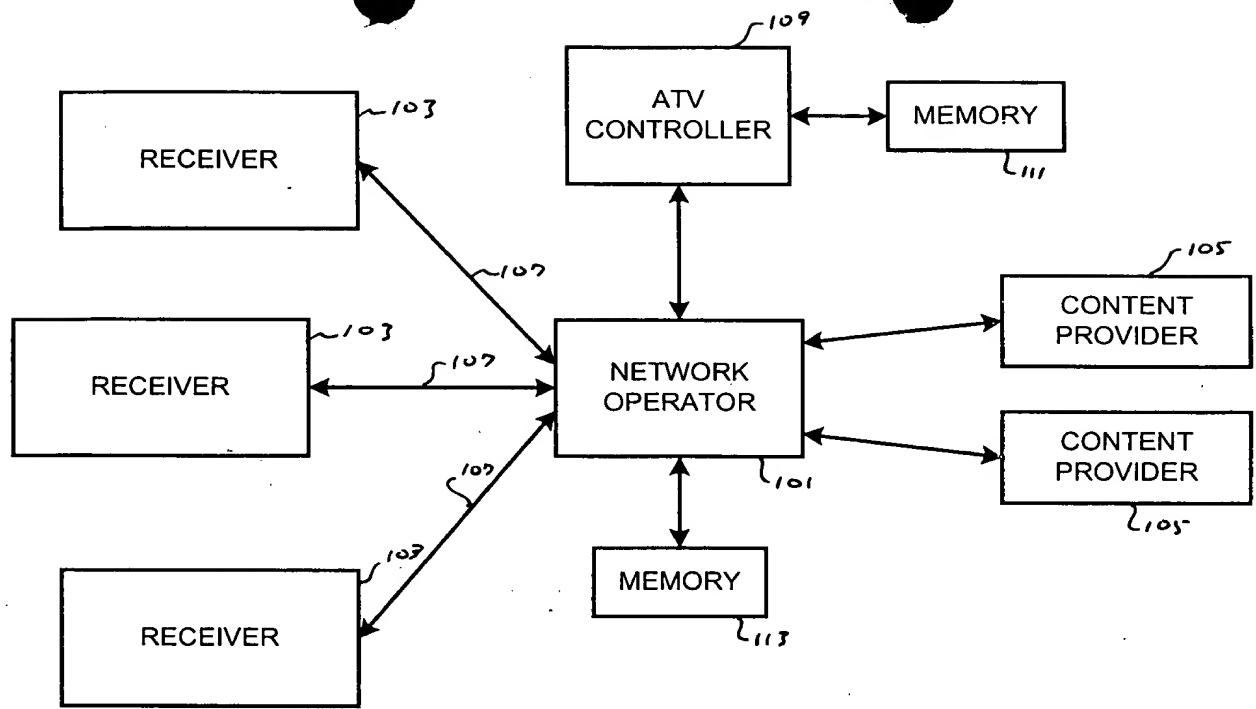 109
ATV
CONTROLLER
MEMORY
111
103
RECEIVER
107
105
CONTENT
PROVIDER
103
RECEIVER
107
NETWORK
OPERATOR
101
CONTENT
PROVIDER
105
107
103
RECEIVER
MEMORY
113